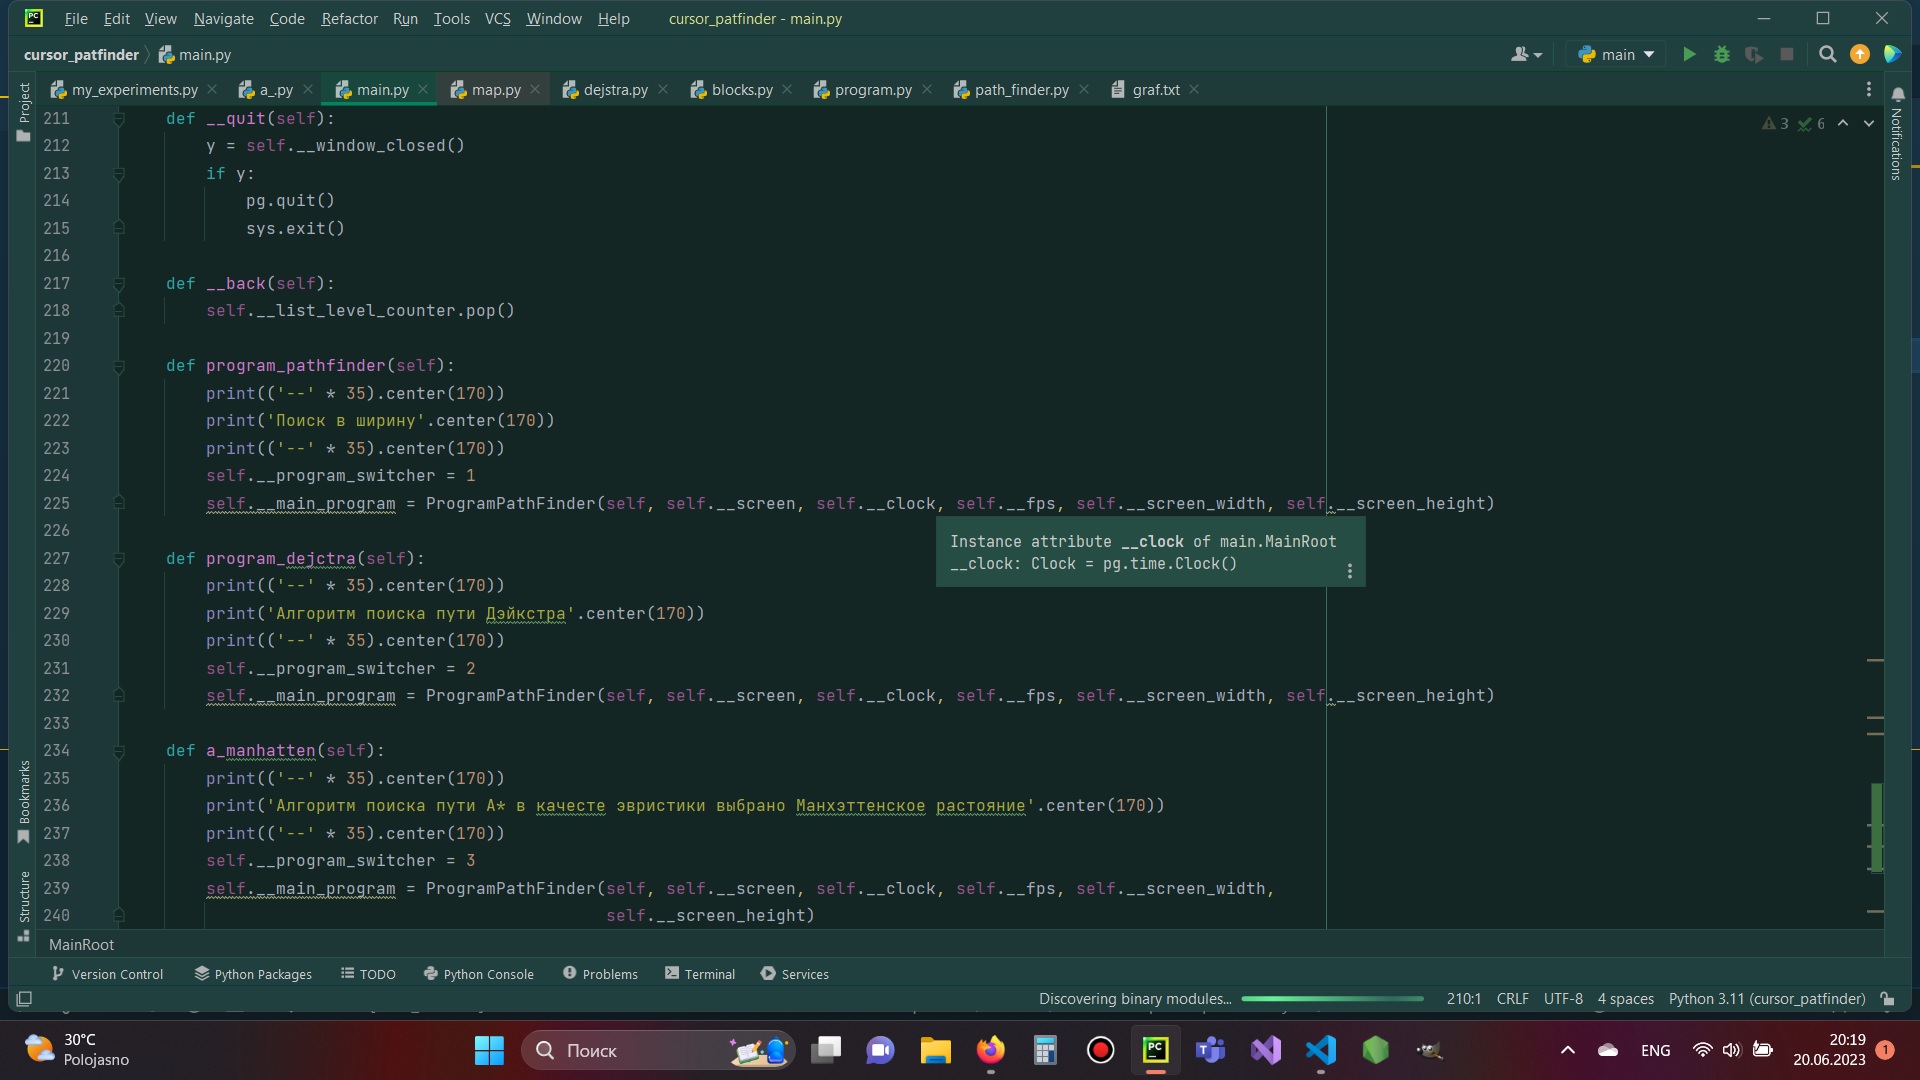 PC File Edit View Navigate Code Refactor Run Tools VCS Window Help cursor_patfinder - main.py
cursor_patfinder main.py main
Project
my_experiments.py a_.py main.py map.py dejstra.py blocks.py program.py path_finder.py graf.txt
Notifications
3 6
211 def __quit(self):
212 y = self.__window_closed()
213 if y:
214 pg.quit()
215 sys.exit()
216
217 def __back(self):
218 self.__list_level_counter.pop()
219
220 def program_pathfinder(self):
221 print(('--' * 35).center(170))
222 print('Поиск в ширину'.center(170))
223 print(('--' * 35).center(170))
224 self.__program_switcher = 1
225 self.__main_program = ProgramPathFinder(self, self.__screen, self.__clock, self.__fps, self.__screen_width, self.__screen_height)
226
Instance attribute __clock of main.MainRoot
__clock: Clock = pg.time.Clock()
227 def program_dejctra(self):
228 print(('--' * 35).center(170))
229 print('Алгоритм поиска пути Дэйкстра'.center(170))
230 print(('--' * 35).center(170))
231 self.__program_switcher = 2
232 self.__main_program = ProgramPathFinder(self, self.__screen, self.__clock, self.__fps, self.__screen_width, self.__screen_height)
233
234 def a_manhatten(self):
235 print(('--' * 35).center(170))
236 print('Алгоритм поиска пути А* в качесте эвристики выбрано Манхэттенское растояние'.center(170))
237 print(('--' * 35).center(170))
238 self.__program_switcher = 3
239 self.__main_program = ProgramPathFinder(self, self.__screen, self.__clock, self.__fps, self.__screen_width,
240 self.__screen_height)
Bookmarks
Structure
MainRoot
Version Control Python Packages TODO Python Console Problems Terminal Services
Discovering binary modules... 210:1 CRLF UTF-8 4 spaces Python 3.11 (cursor_patfinder)
30°C
Polojasno
Поиск
PC
ENG
20:19
20.06.2023
1